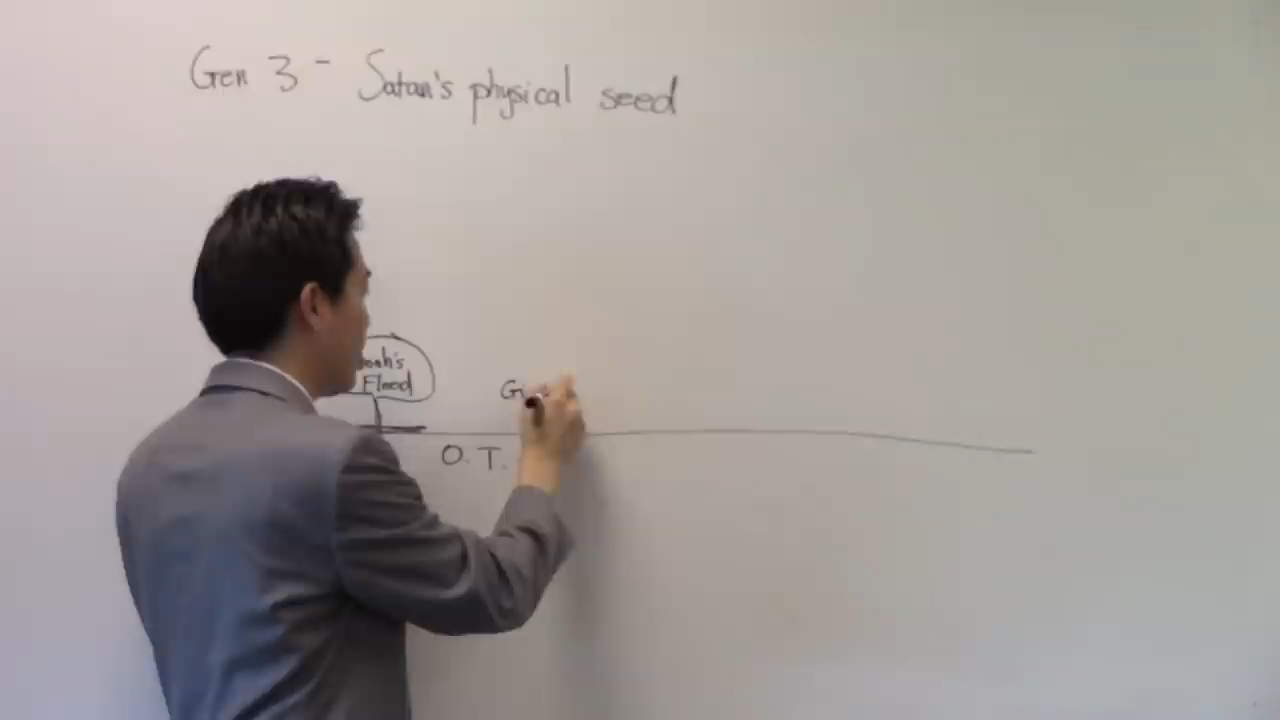 Gen 3 - Satan's physical seed
Flood
O. T.